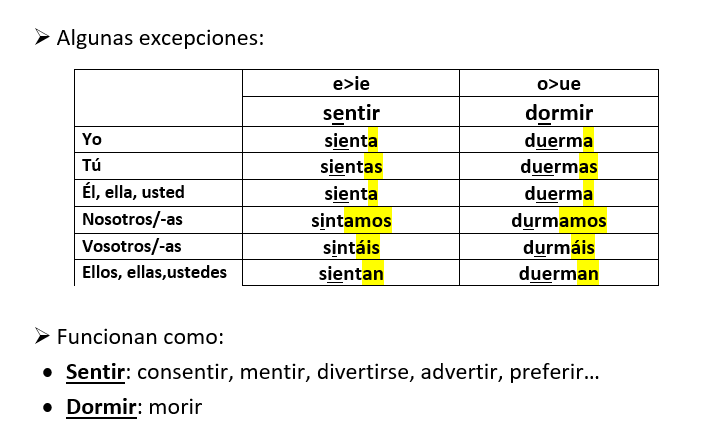 ➢ Algunas excepciones:
e>ie o>ue
sentir dormir
Yo sienta duerma
Tú sientas duermas
Él, ella, usted sienta duerma
Nosotros/-as sintamos durmamos
Vosotros/-as sintáis durmáis
Ellos, ellas,ustedes sientan duerman
➢ Funcionan como:
• Sentir: consentir, mentir, divertirse, advertir, preferir...
• Dormir: morir